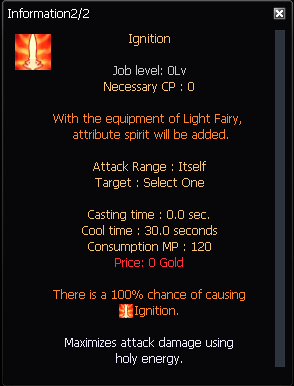 Information2/2
Ignition
Job level: 0Lv
Necessary CP : 0
With the equipment of Light Fairy,
attribute spirit will be added.
Attack Range : Itself
Target : Select One
Casting time : 0.0 sec.
Cool time : 30.0 seconds
Consumption MP : 120
Price: 0 Gold
There is a 100% chance of causing
Ignition.
Maximizes attack damage using
holy energy.